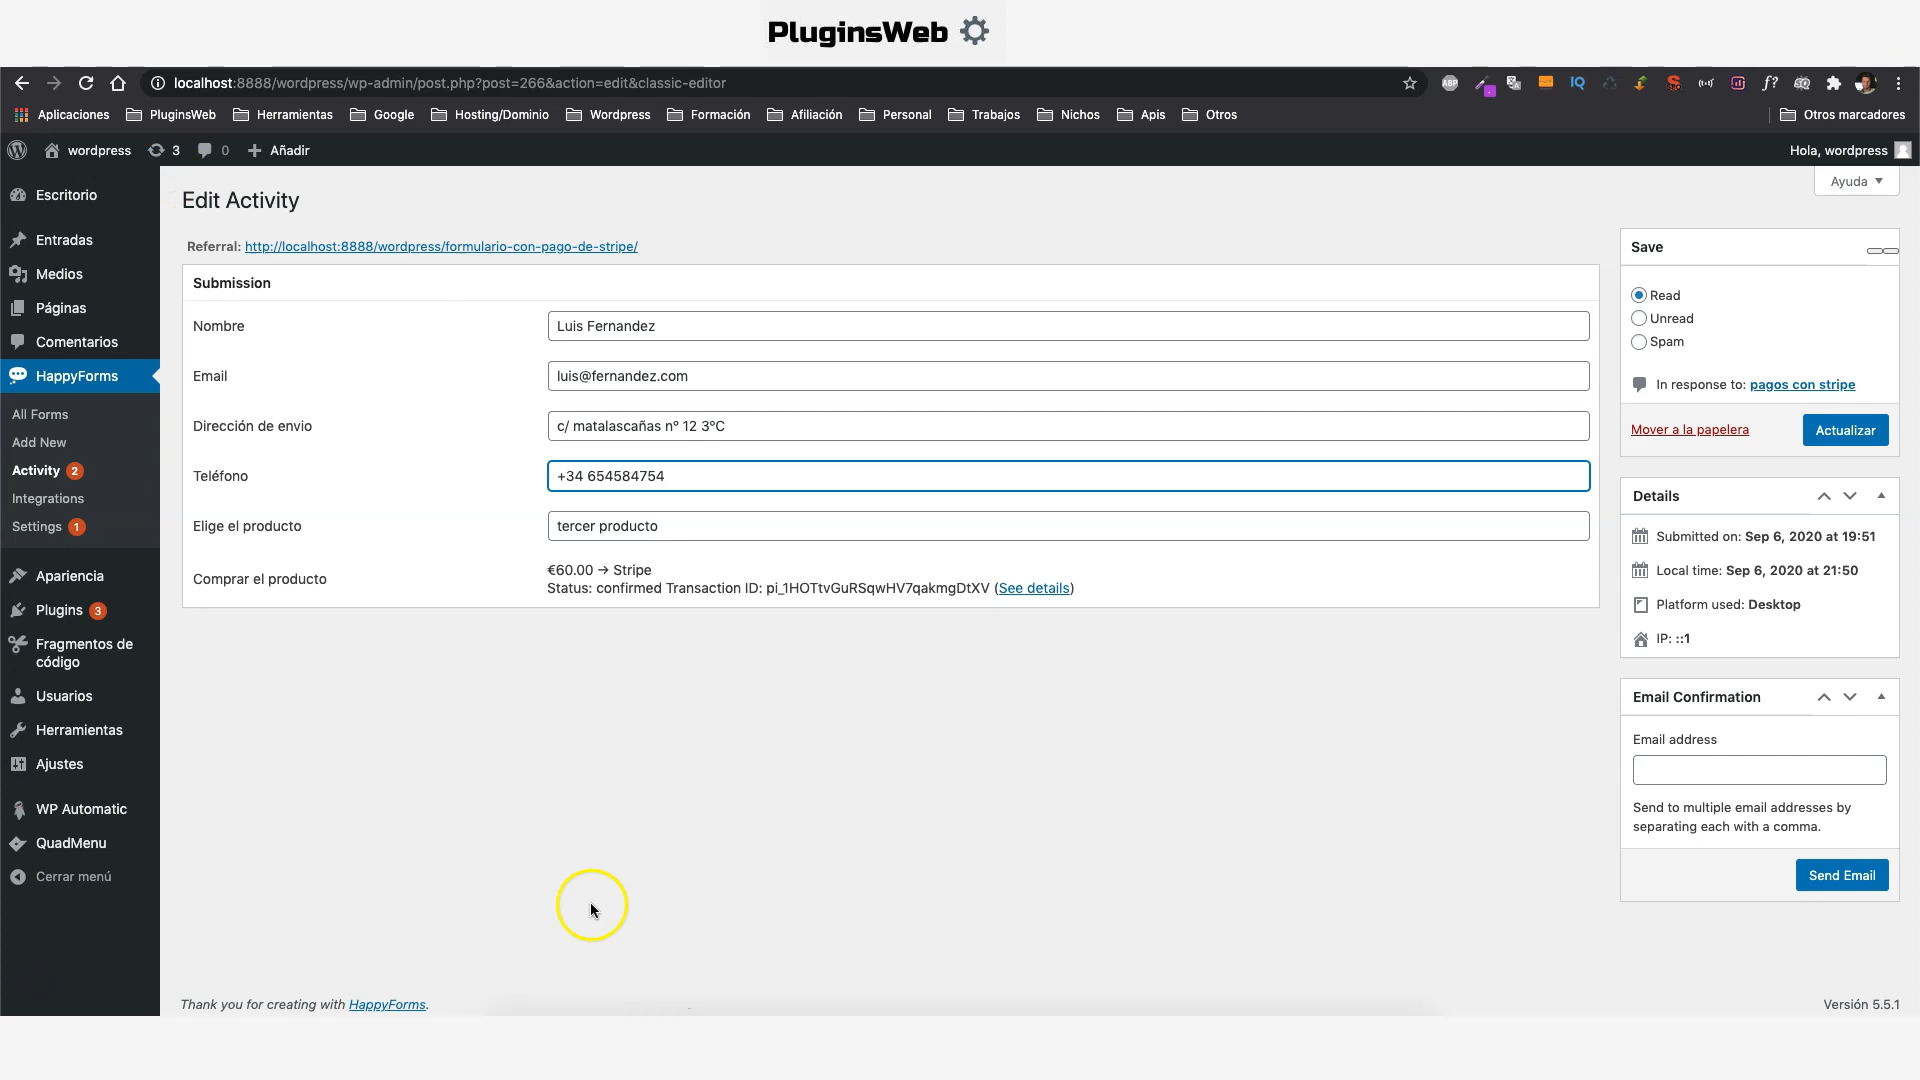 PluginsWeb
localhost:8888/wordpress/wp-admin/post.php?post=266&action=edit&classic-editor
Aplicaciones PluginsWeb Herramientas Google Hosting/Dominio Wordpress Formación Afiliación Personal Trabajos Nichos Apis Otros Otros marcadores
wordpress 3 0 + Añadir Hola, wordpress
Ayuda
Escritorio
Entradas
Medios
Páginas
Comentarios
HappyForms
All Forms
Add New
Activity 2
Integrations
Settings 1
Apariencia
Plugins 3
Fragmentos de
código
Usuarios
Herramientas
Ajustes
WP Automatic
QuadMenu
Cerrar menú
Edit Activity
Referral: http://localhost:8888/wordpress/formulario-con-pago-de-stripe/
Submission
Nombre Luis Fernandez
Email luis@fernandez.com
Dirección de envio c/ matalascañas nº 12 3ºC
Teléfono +34 654584754
Elige el producto tercer producto
Comprar el producto
€60.00 → Stripe
Status: confirmed Transaction ID: pi_1HOTtvGuRSqwHV7qakmgDtXV (See details)
Save
Read
Unread
Spam
In response to: pagos con stripe
Mover a la papelera Actualizar
Details
Submitted on: Sep 6, 2020 at 19:51
Local time: Sep 6, 2020 at 21:50
Platform used: Desktop
IP: ::1
Email Confirmation
Email address
Send to multiple email addresses by
separating each with a comma.
Send Email
Thank you for creating with HappyForms.
Versión 5.5.1